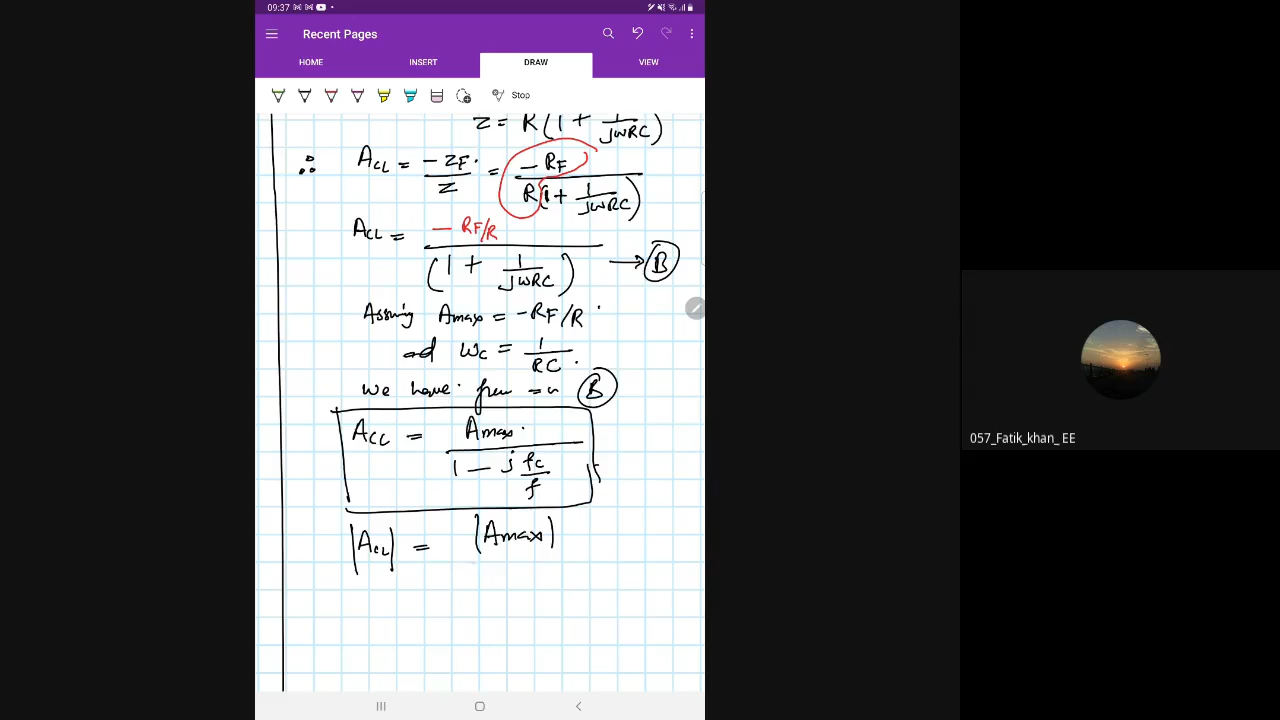 09:37
Recent Pages
HOME INSERT DRAW VIEW
Stop
Z = R(1 + 1/jωRC)
∴ ACL = -ZF/Z = -RF/R(1 + 1/jωRC)
ACL = - RF/R/(1 + 1/jωRC) → B
Assuming Amax = -RF/R
and ωc = 1/RC.
we have from =n B
ACL = Amax/1 - j fc/f
|ACL| = |Amax|
057_Fatik_khan_ EE